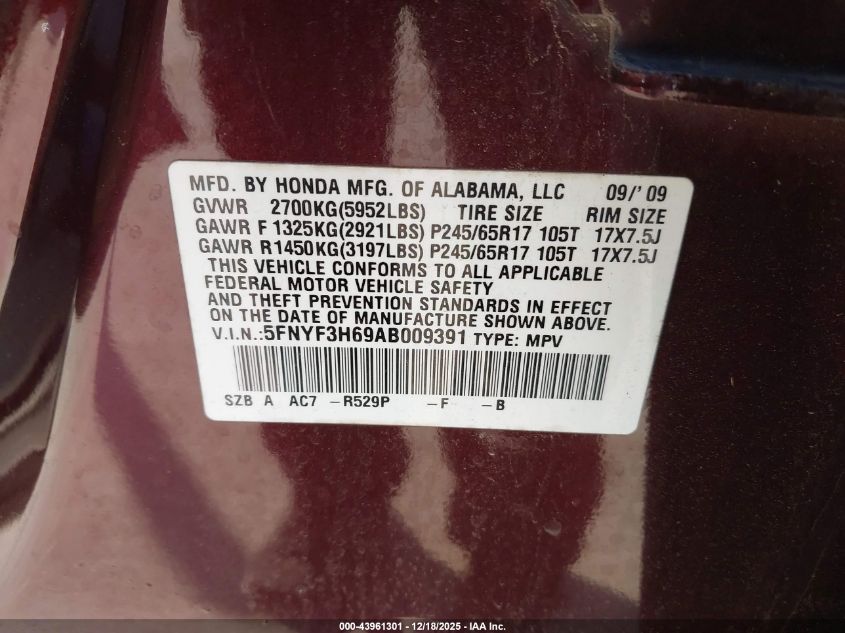 MFD. BY HONDA MFG. OF ALABAMA, LLC 09/'09
GVWR 2700KG(5952LBS) TIRE SIZE RIM SIZE
GAWR F 1325KG(2921LBS) P245/65R17 105T 17X7.5J
GAWR R1450KG(3197LBS) P245/65R17 105T 17X7.5J
THIS VEHICLE CONFORMS TO ALL APPLICABLE
FEDERAL MOTOR VEHICLE SAFETY
AND THEFT PREVENTION STANDARDS IN EFFECT
ON THE DATE OF MANUFACTURE SHOWN ABOVE.
V.I.N.:5FNYF3H69AB009391 TYPE: MPV
SZB A AC7 -R529P -F -B
000-43961301 | 12/18/2025 - IAA Inc.